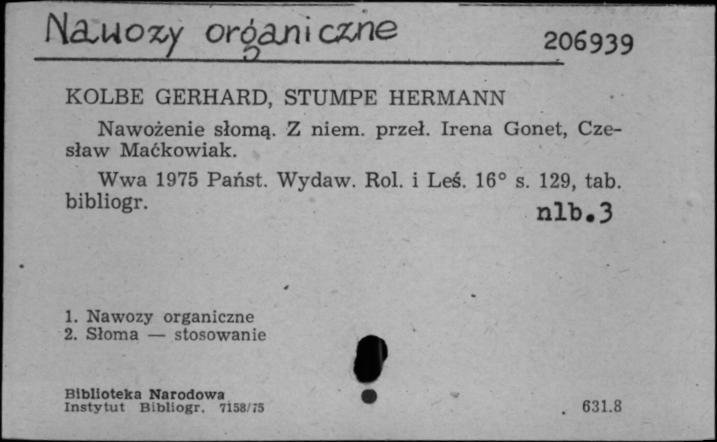 Nawozy organiczne 206939
KOLBE GERHARD, STUMPE HERMANN
Nawożenie słomą. Z niem. przeł. Irena Gonet, Cze-
sław Maćkowiak.
Wwa 1975 Państ. Wydaw. Rol. i Leś. 16° s. 129, tab.
bibliogr. nlb.3
1. Nawozy organiczne
2. Słoma — stosowanie
Biblioteka Narodowa
Instytut Bibliogr. 7158/75 631.8